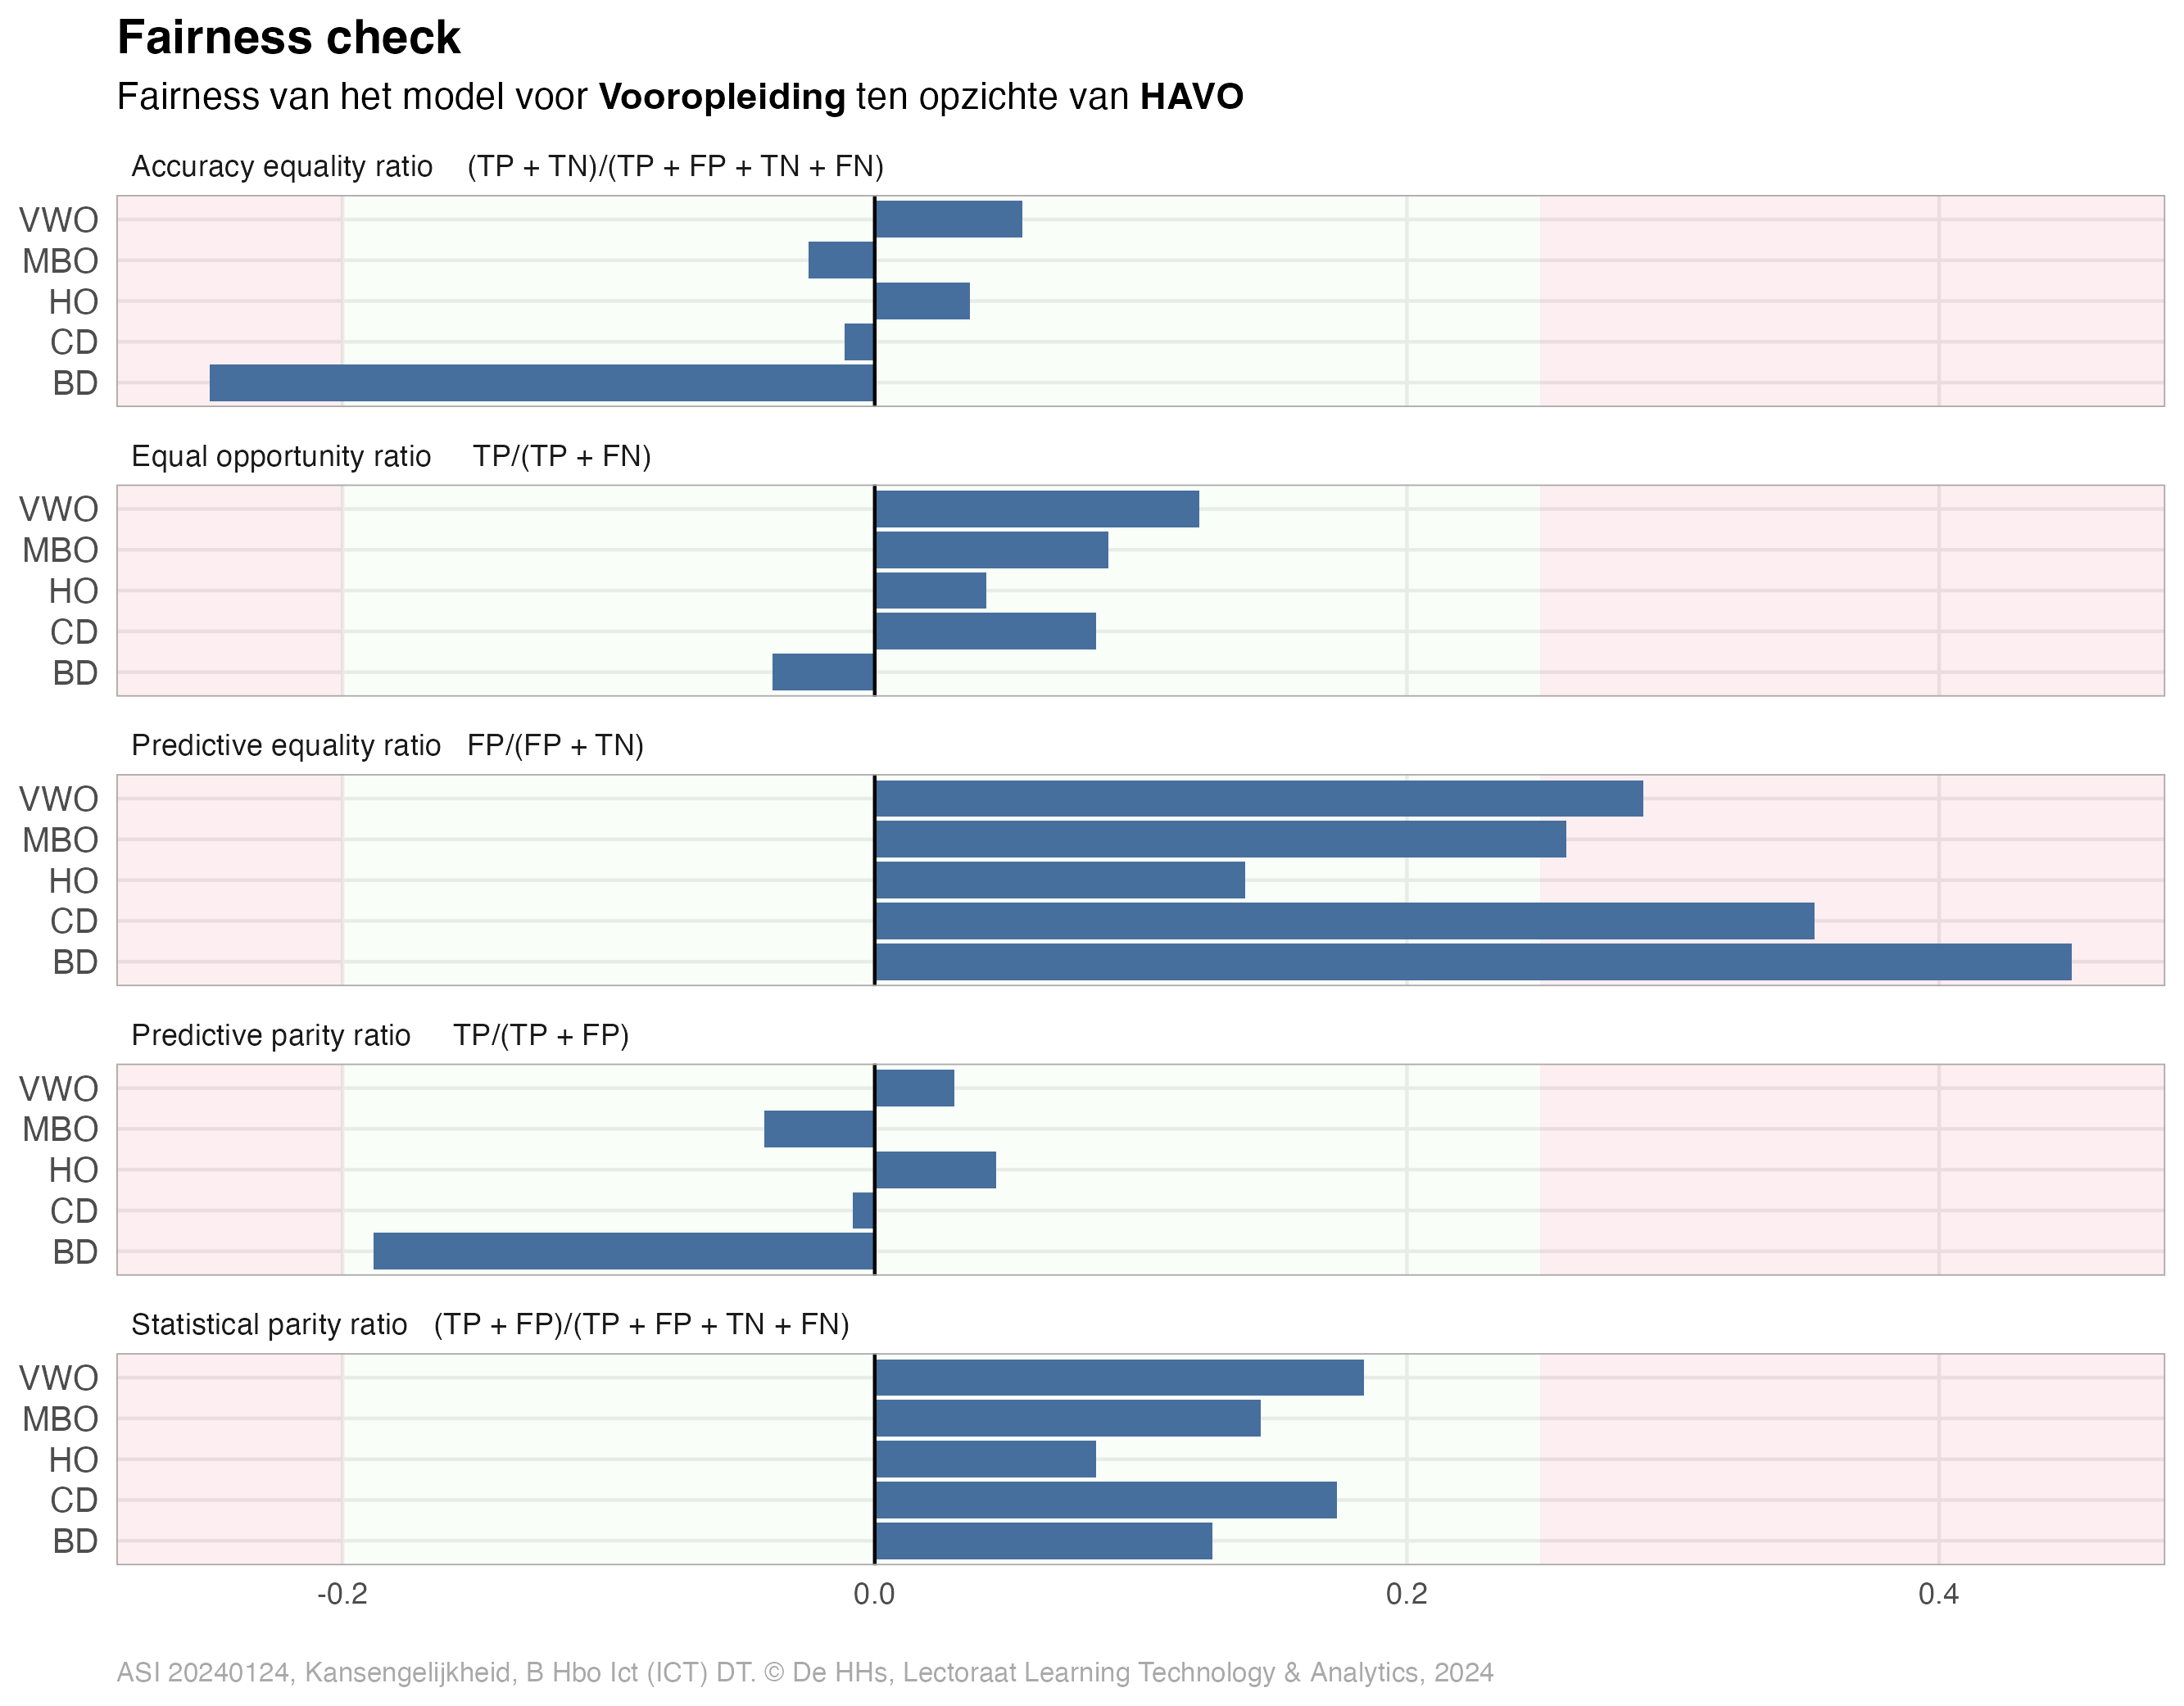 Fairness check
Fairness van het model voor Vooropleiding ten opzichte van HAVO
Accuracy equality ratio (TP + TN)/(TP + FP + TN + FN)
VWO
MBO
HO
CD
BD
Equal opportunity ratio TP/(TP + FN)
VWO
MBO
HO
CD
BD
Predictive equality ratio FP/(FP + TN)
VWO
MBO
HO
CD
BD
Predictive parity ratio TP/(TP + FP)
VWO
MBO
HO
CD
BD
Statistical parity ratio (TP + FP)/(TP + FP + TN + FN)
VWO
MBO
HO
CD
BD
-0.2 0.0 0.2 0.4
ASI 20240124, Kansengelijkheid, B Hbo Ict (ICT) DT. © De HHs, Lectoraat Learning Technology & Analytics, 2024